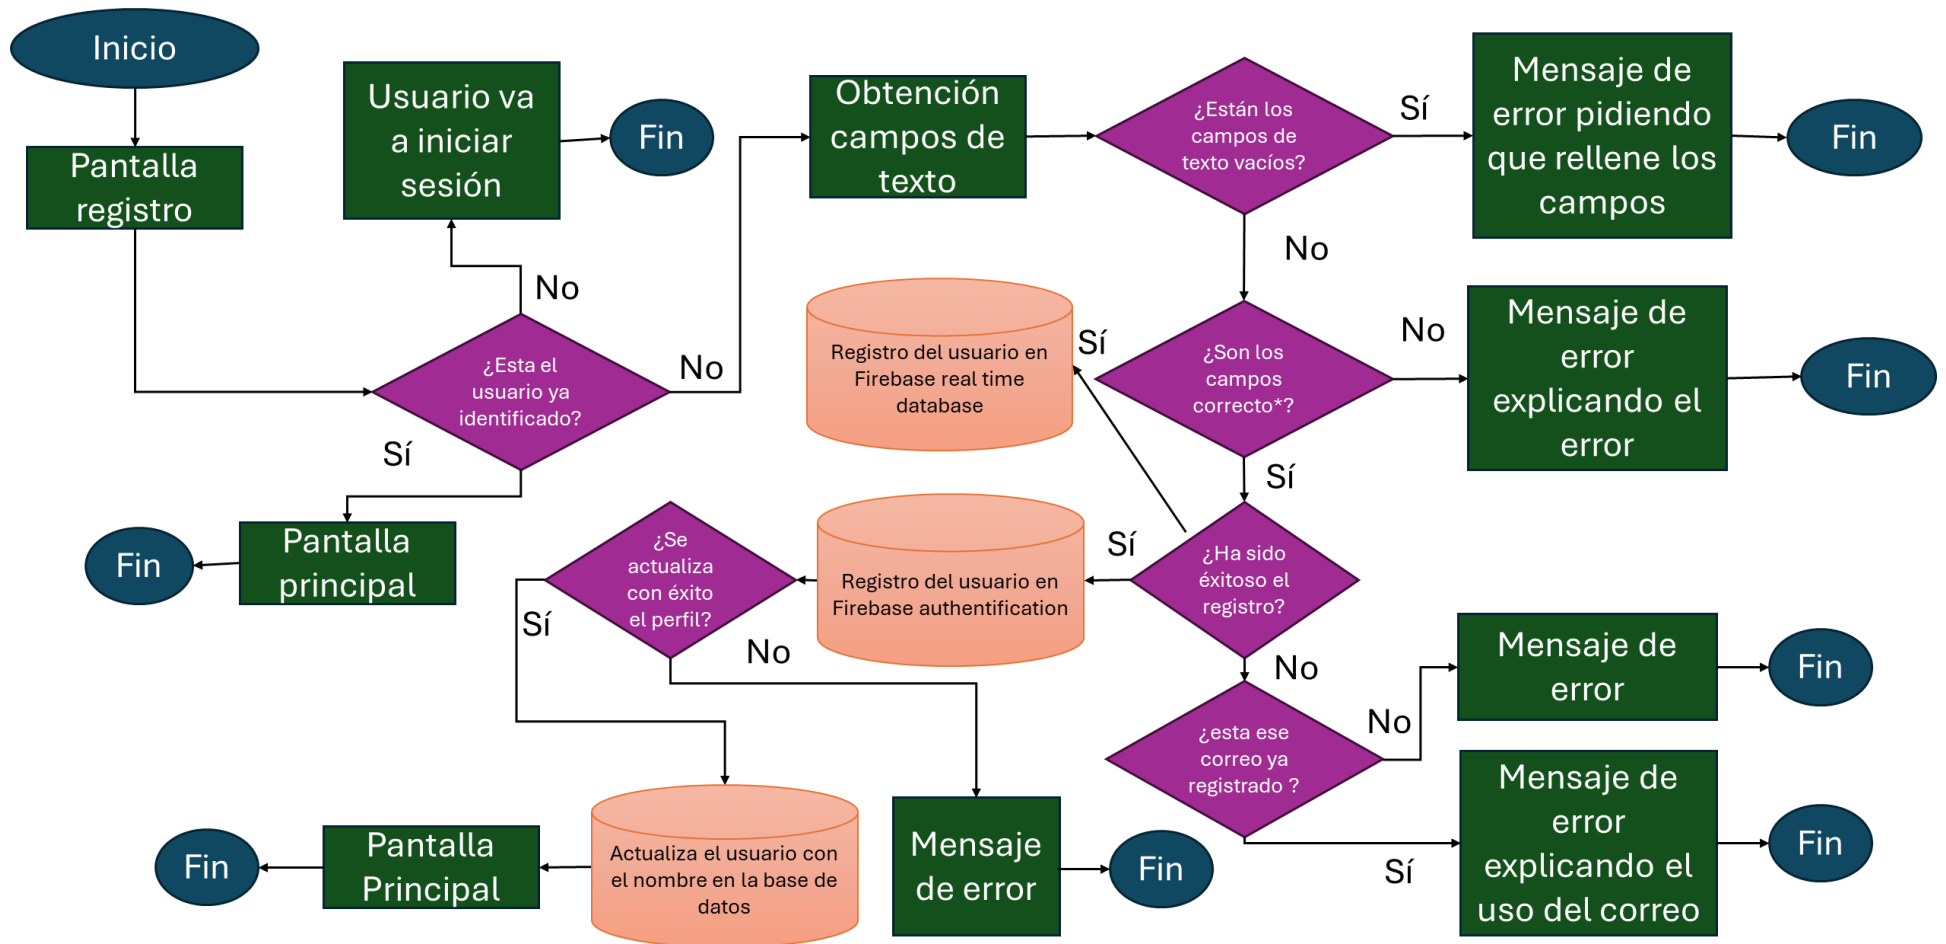 Inicio
Pantalla
registro
Usuario va
a iniciar
sesión
Fin
No
¿Esta el
usuario ya
identificado?
No
Sí
Pantalla
principal
Fin
Obtención
campos de
texto
¿Están los
campos de
texto vacíos?
Sí
Mensaje de
error pidiendo
que rellene los
campos
Fin
No
¿Son los
campos
correcto*?
No
Mensaje de
error
explicando el
error
Fin
Sí
Sí
Registro del usuario en
Firebase real time
database
¿Ha sido
éxitoso el
registro?
Sí
Registro del usuario en
Firebase authentification
¿Se
actualiza
con éxito
el perfil?
Sí
No
No
¿esta ese
correo ya
registrado ?
No
Mensaje de
error
Fin
Sí
Mensaje de
error
explicando el
uso del correo
Fin
Mensaje
de error
Fin
Actualiza el usuario con
el nombre en la base de
datos
Pantalla
Principal
Fin